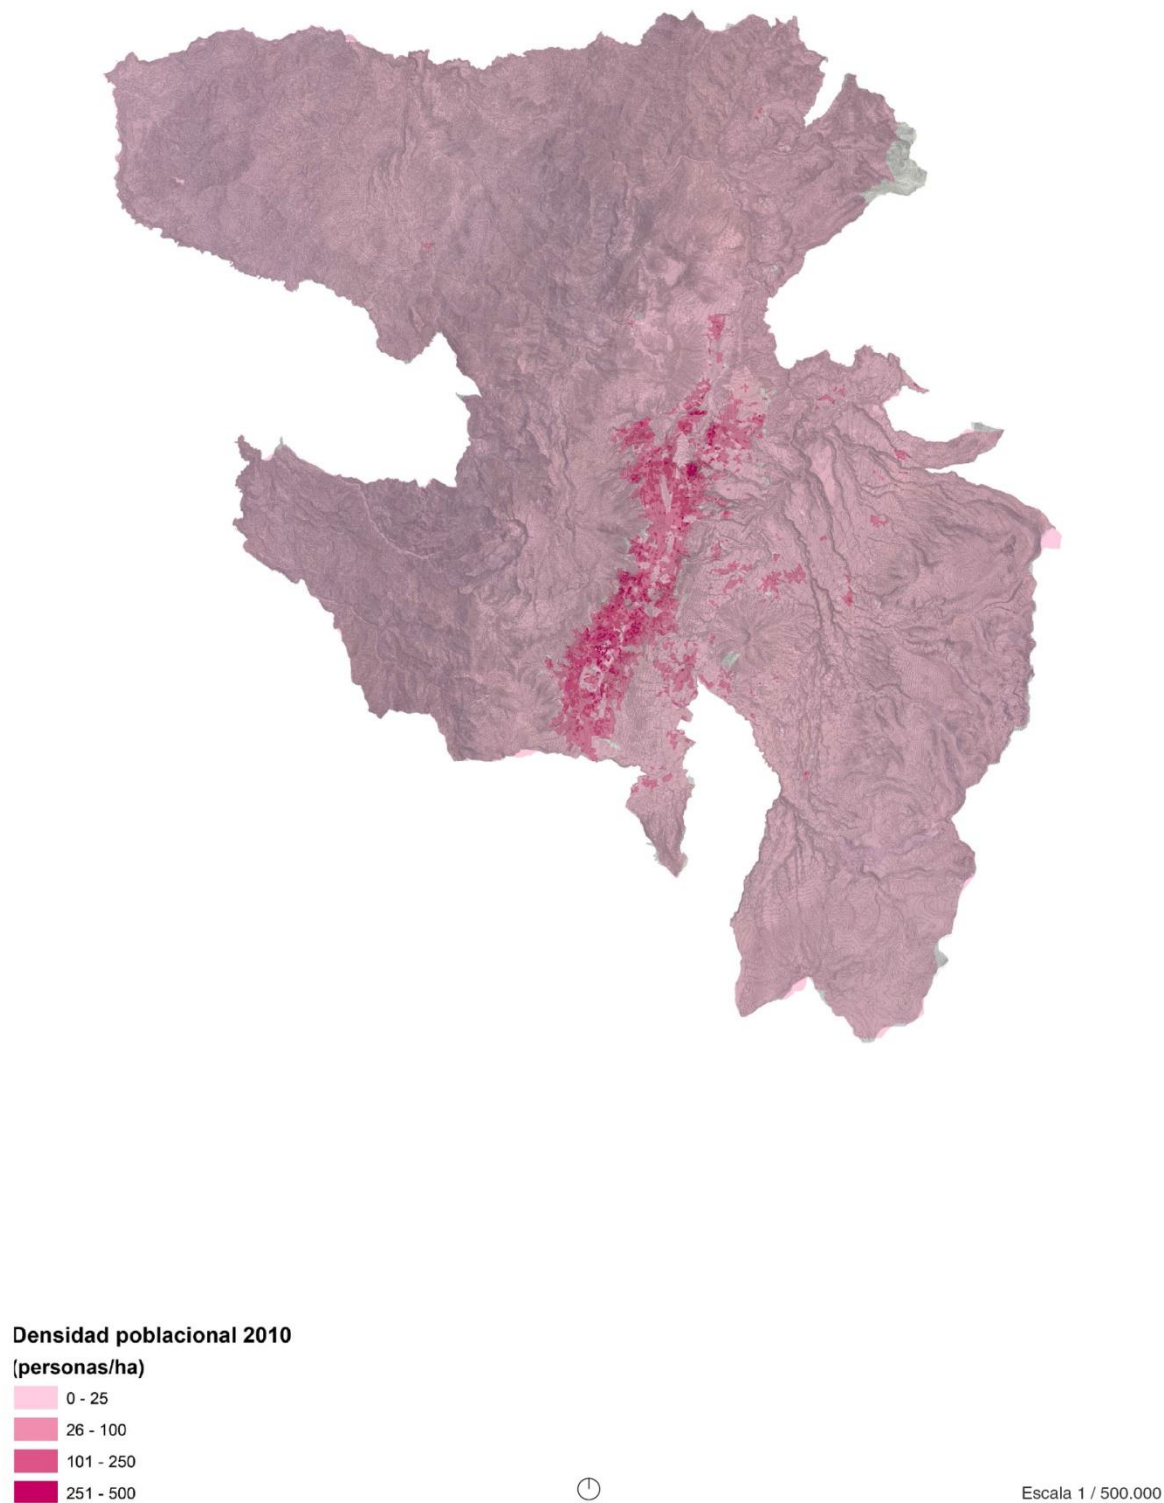 Densidad poblacional 2010
(personas/ha)
0 - 25
26 - 100
101 - 250
251 - 500
Escala 1 / 500.000